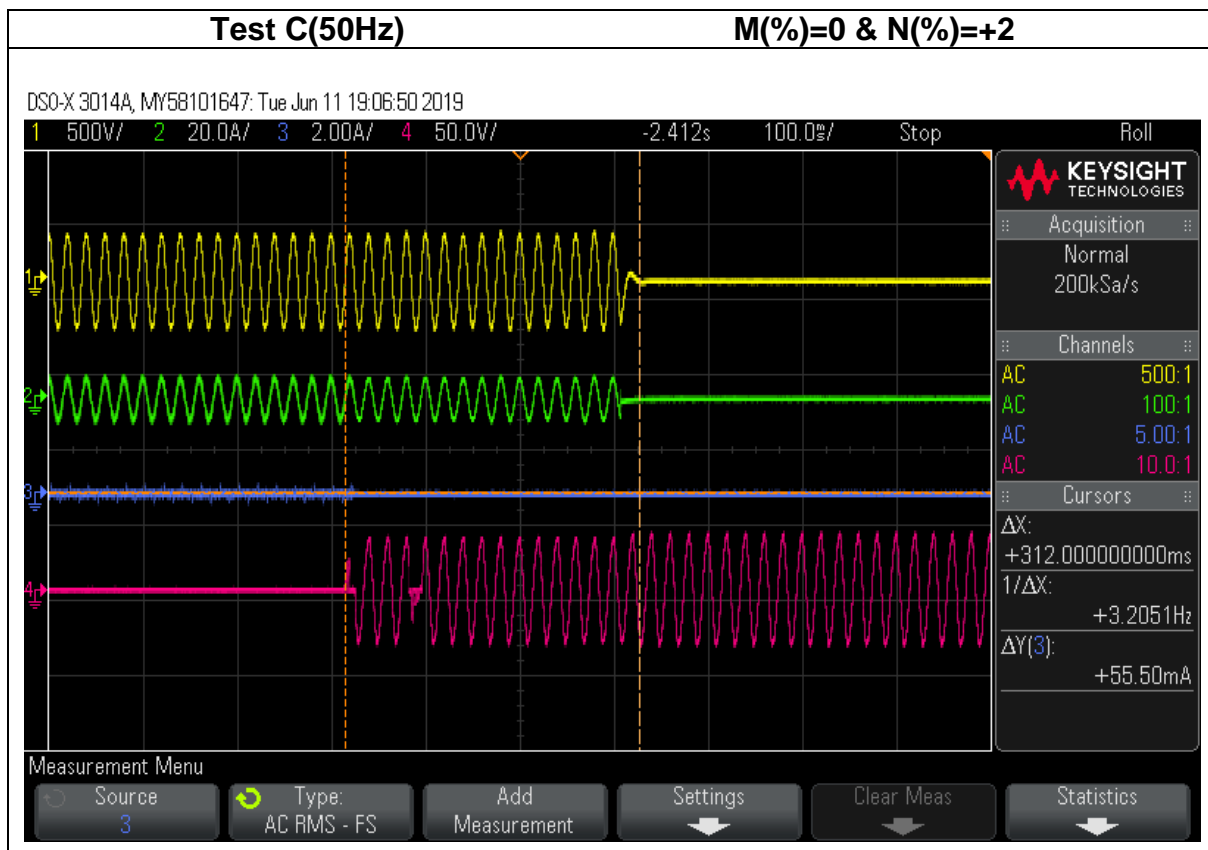 Test C(50Hz) M(%)=0 & N(%)=+2
DSO-X 3014A, MY58101647: Tue Jun 11 19:06:50 2019
1 500V/ 2 20.0A/ 3 2.00A/ 4 50.0V/ -2.412s 100.0ms/ Stop Roll
KEYSIGHT
TECHNOLOGIES
Acquisition
Normal
200kSa/s
Channels
AC 500:1
AC 100:1
AC 5.00:1
AC 10.0:1
Cursors
ΔX:
+312.000000000ms
1/ΔX:
+3.2051Hz
ΔY(3):
+55.50mA
1
2
3
4
Measurement Menu
Source
3
Type:
AC RMS - FS
Add
Measurement
Settings
Clear Meas
Statistics